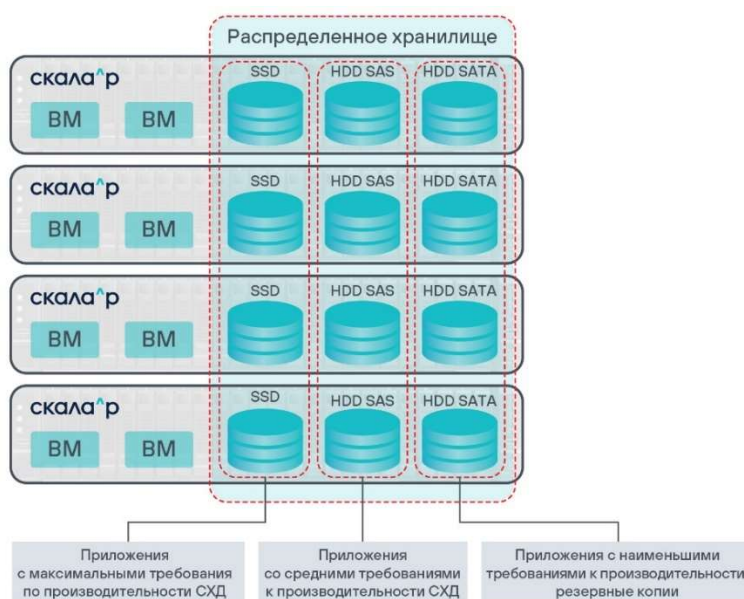 Распределенное хранилище
SSD HDD SAS HDD SATA
скала^р
ВМ ВМ
SSD HDD SAS HDD SATA
скала^р
ВМ ВМ
SSD HDD SAS HDD SATA
скала^р
ВМ ВМ
SSD HDD SAS HDD SATA
скала^р
ВМ ВМ
Приложения
с максимальными требования
по производительности СХД
Приложения
со средними требованиями
к производительности СХД
Приложения с наименьшими
требованиями к производительности
резервные копии